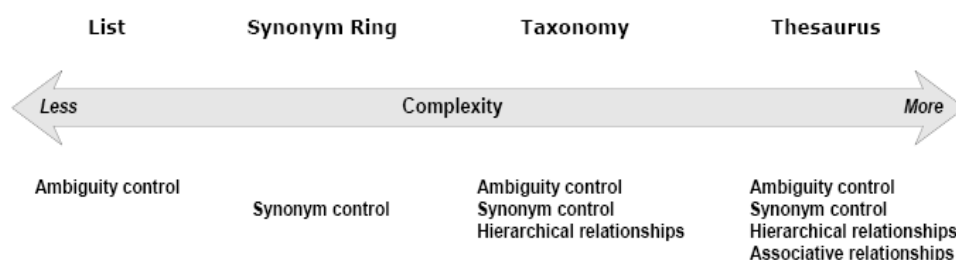 List Synonym Ring Taxonomy Thesaurus
Less Complexity More
Ambiguity control Ambiguity control Ambiguity control
Synonym control Synonym control Synonym control
Hierarchical relationships Hierarchical relationships
Associative relationships